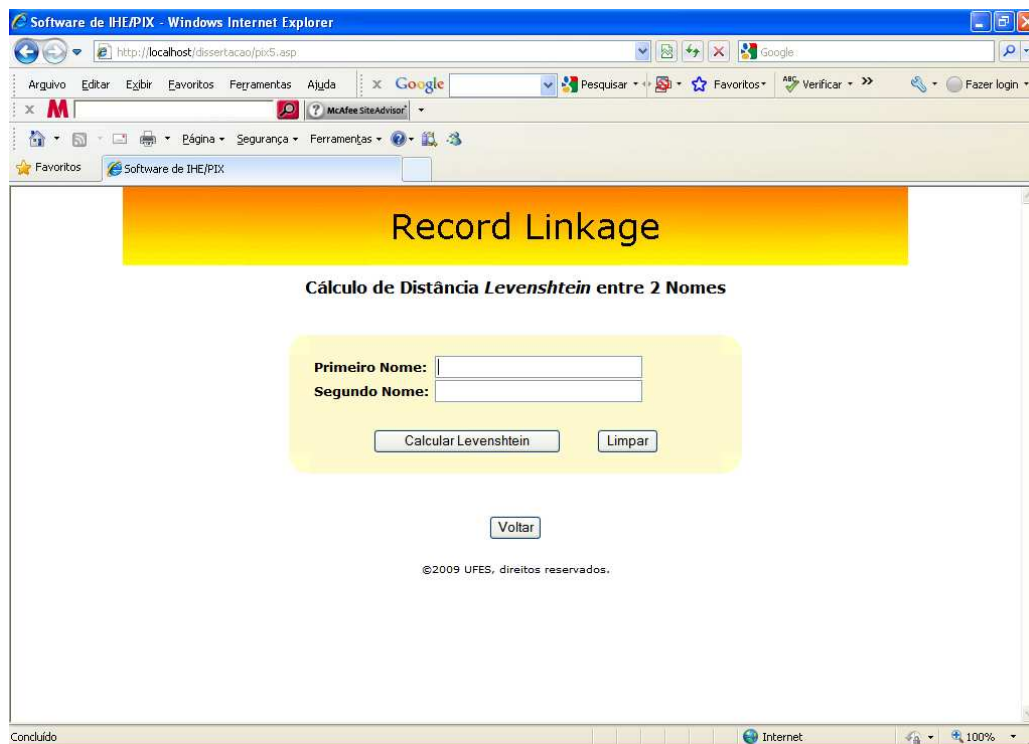 Software de IHE/PIX - Windows Internet Explorer
http://localhost/dissertacao/pix5.asp Google
Arquivo Editar Exibir Favoritos Ferramentas Ajuda x Google Pesquisar Favoritos ABC Verificar >> Fazer login
x M ? McAfee SiteAdvisor
Página Segurança Ferramentas
Favoritos Software de IHE/PIX
Record Linkage
Cálculo de Distância Levenshtein entre 2 Nomes
Primeiro Nome:
Segundo Nome:
Calcular Levenshtein Limpar
Voltar
©2009 UFES, direitos reservados.
Concluído Internet 100%